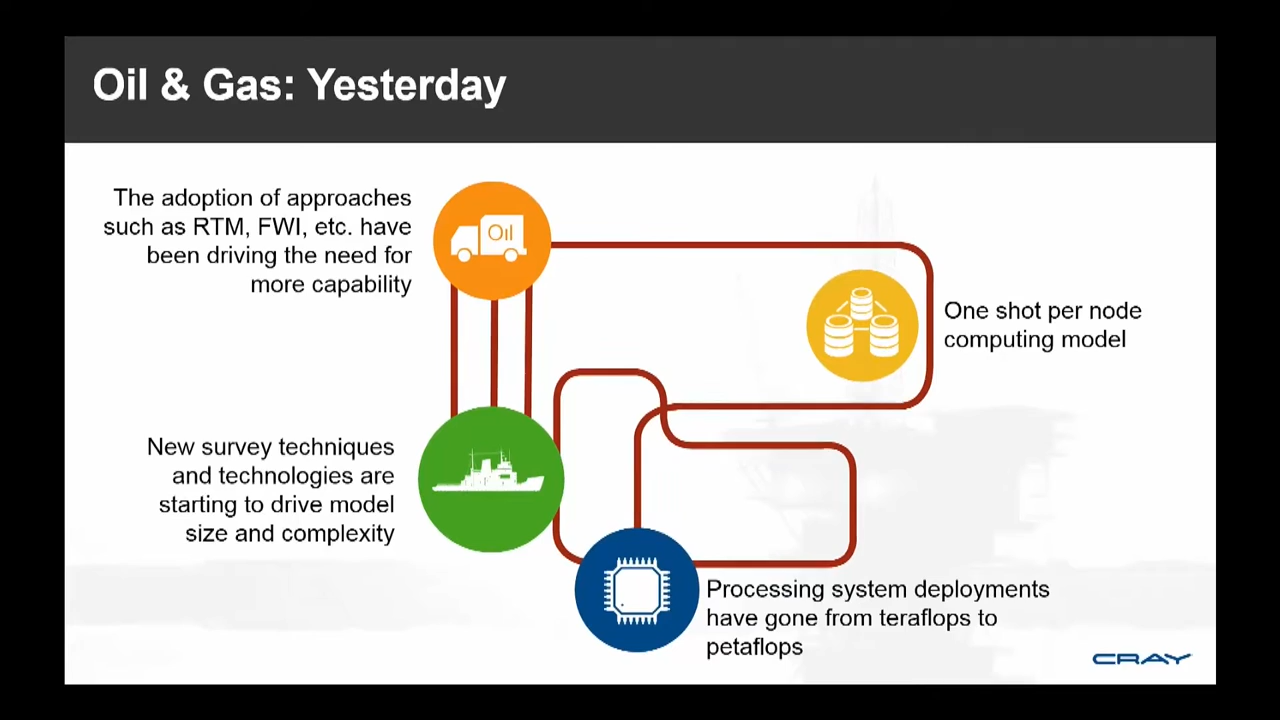 Oil & Gas: Yesterday
The adoption of approaches
such as RTM, FWI, etc. have
been driving the need for
more capability
Oil
One shot per node
computing model
New survey techniques
and technologies are
starting to drive model
size and complexity
Processing system deployments
have gone from teraflops to
petaflops
CRAY